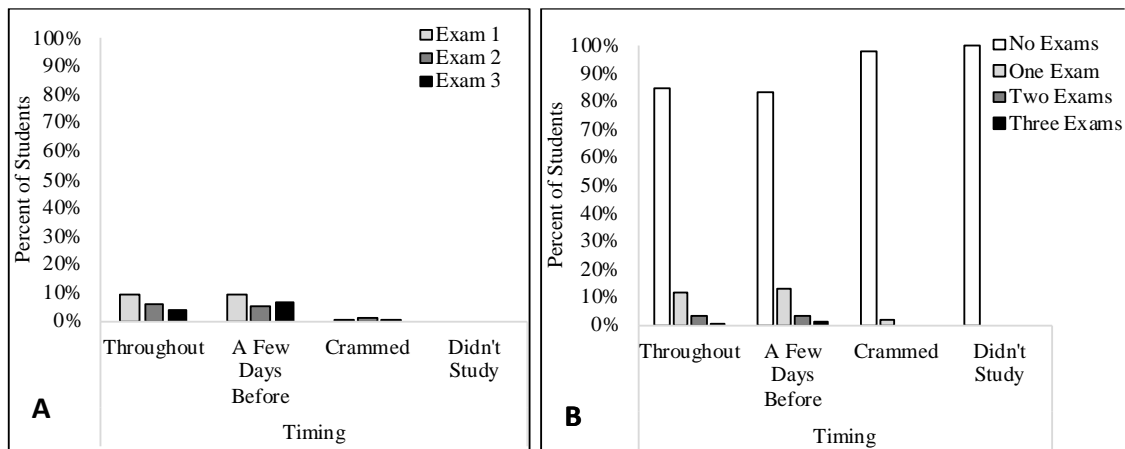 Percent of Students
100%
90%
80%
70%
60%
50%
40%
30%
20%
10%
0%
Exam 1
Exam 2
Exam 3
Throughout
A Few
Days
Before
Crammed
Didn't
Study
Timing
A
Percent of Students
100%
90%
80%
70%
60%
50%
40%
30%
20%
10%
0%
No Exams
One Exam
Two Exams
Three Exams
Throughout
A Few
Days
Before
Crammed
Didn't
Study
Timing
B